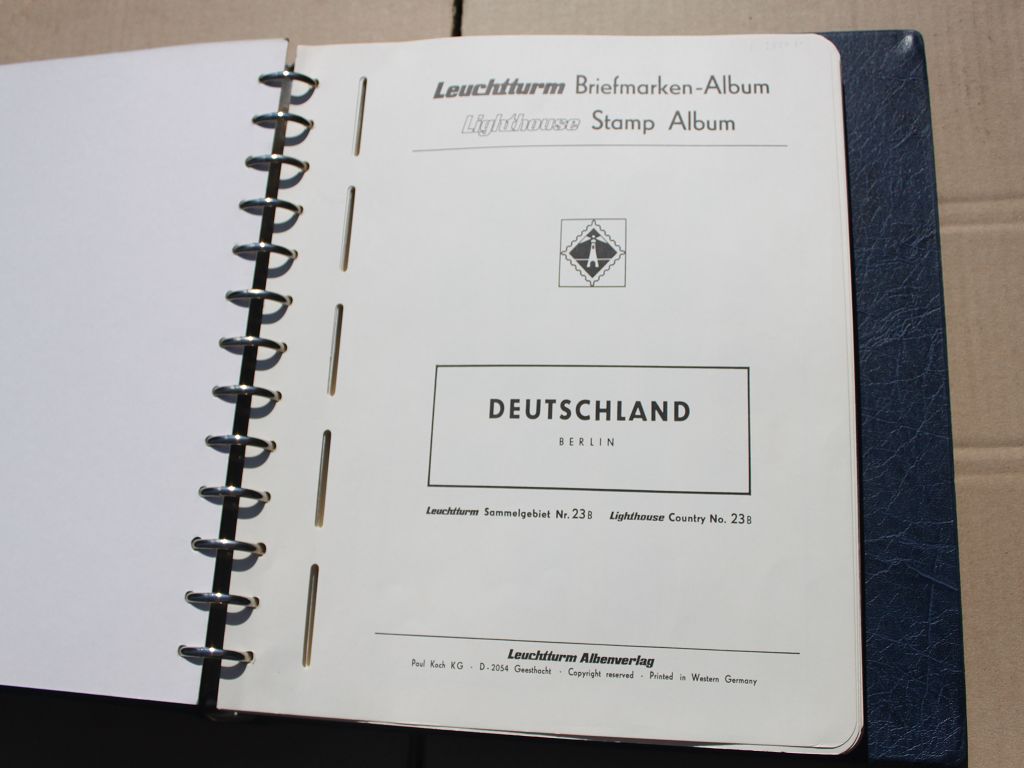 Leuchtturm Briefmarken-Album
Lighthouse Stamp Album
DEUTSCHLAND
BERLIN
Leuchtturm Sammelgebiet Nr. 23B Lighthouse Country No. 23B
Leuchtturm Albenverlag
Paul Koch KG · D-2054 Geesthacht · Copyright reserved · Printed in Western Germany